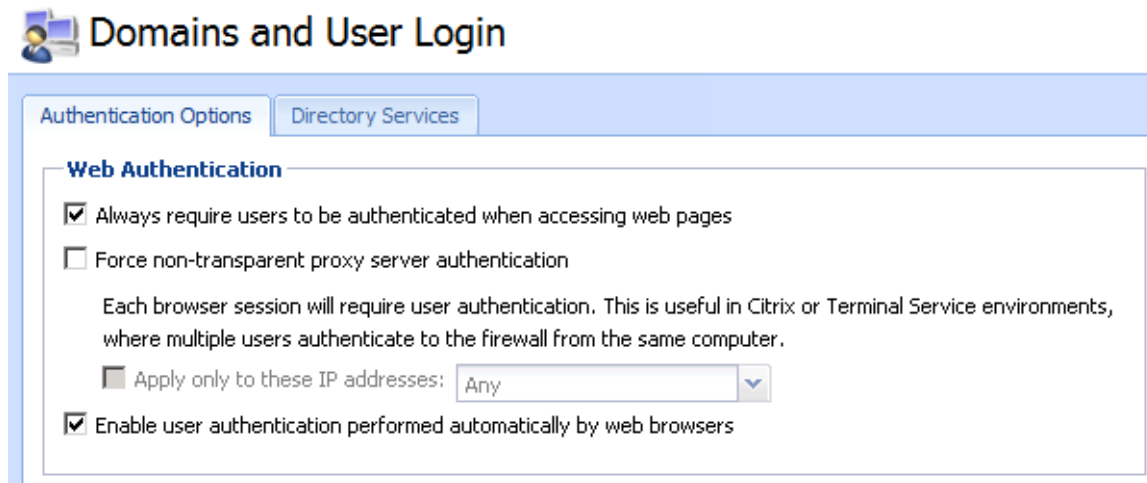 Domains and User Login
Authentication Options
Directory Services
Web Authentication
Always require users to be authenticated when accessing web pages
Force non-transparent proxy server authentication
Each browser session will require user authentication. This is useful in Citrix or Terminal Service environments,
where multiple users authenticate to the firewall from the same computer.
Apply only to these IP addresses:
Any
Enable user authentication performed automatically by web browsers